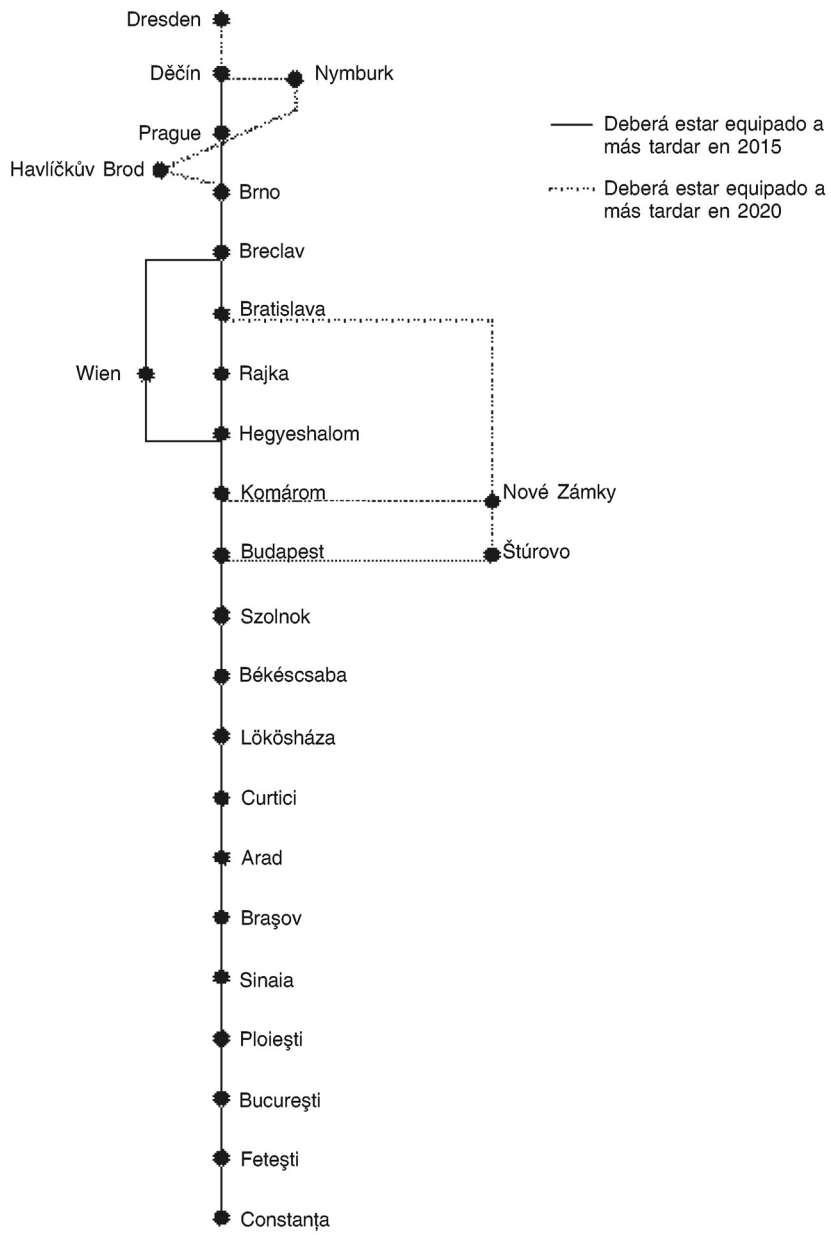 Dresden
Děčín
Nymburk
Prague
Havlíčkův Brod
Brno
Breclav
Bratislava
Wien
Rajka
Hegyeshalom
Komárom
Nové Zámky
Budapest
Štúrovo
Szolnok
Békéscsaba
Lökösháza
Curtici
Arad
Braşov
Sinaia
Ploieşti
Bucureşti
Feteşti
Constanţa
Deberá estar equipado a
más tardar en 2015
Deberá estar equipado a
más tardar en 2020